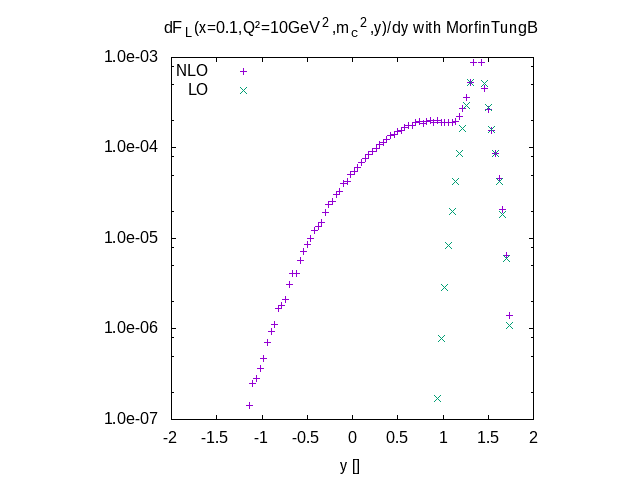 dF_L(x=0.1,Q²=10GeV²,m_c²,y)/dy with MorfinTungB
1.0e-03
NLO
LO
1.0e-04
1.0e-05
1.0e-06
1.0e-07
-2 -1.5 -1 -0.5 0 0.5 1 1.5 2
y []